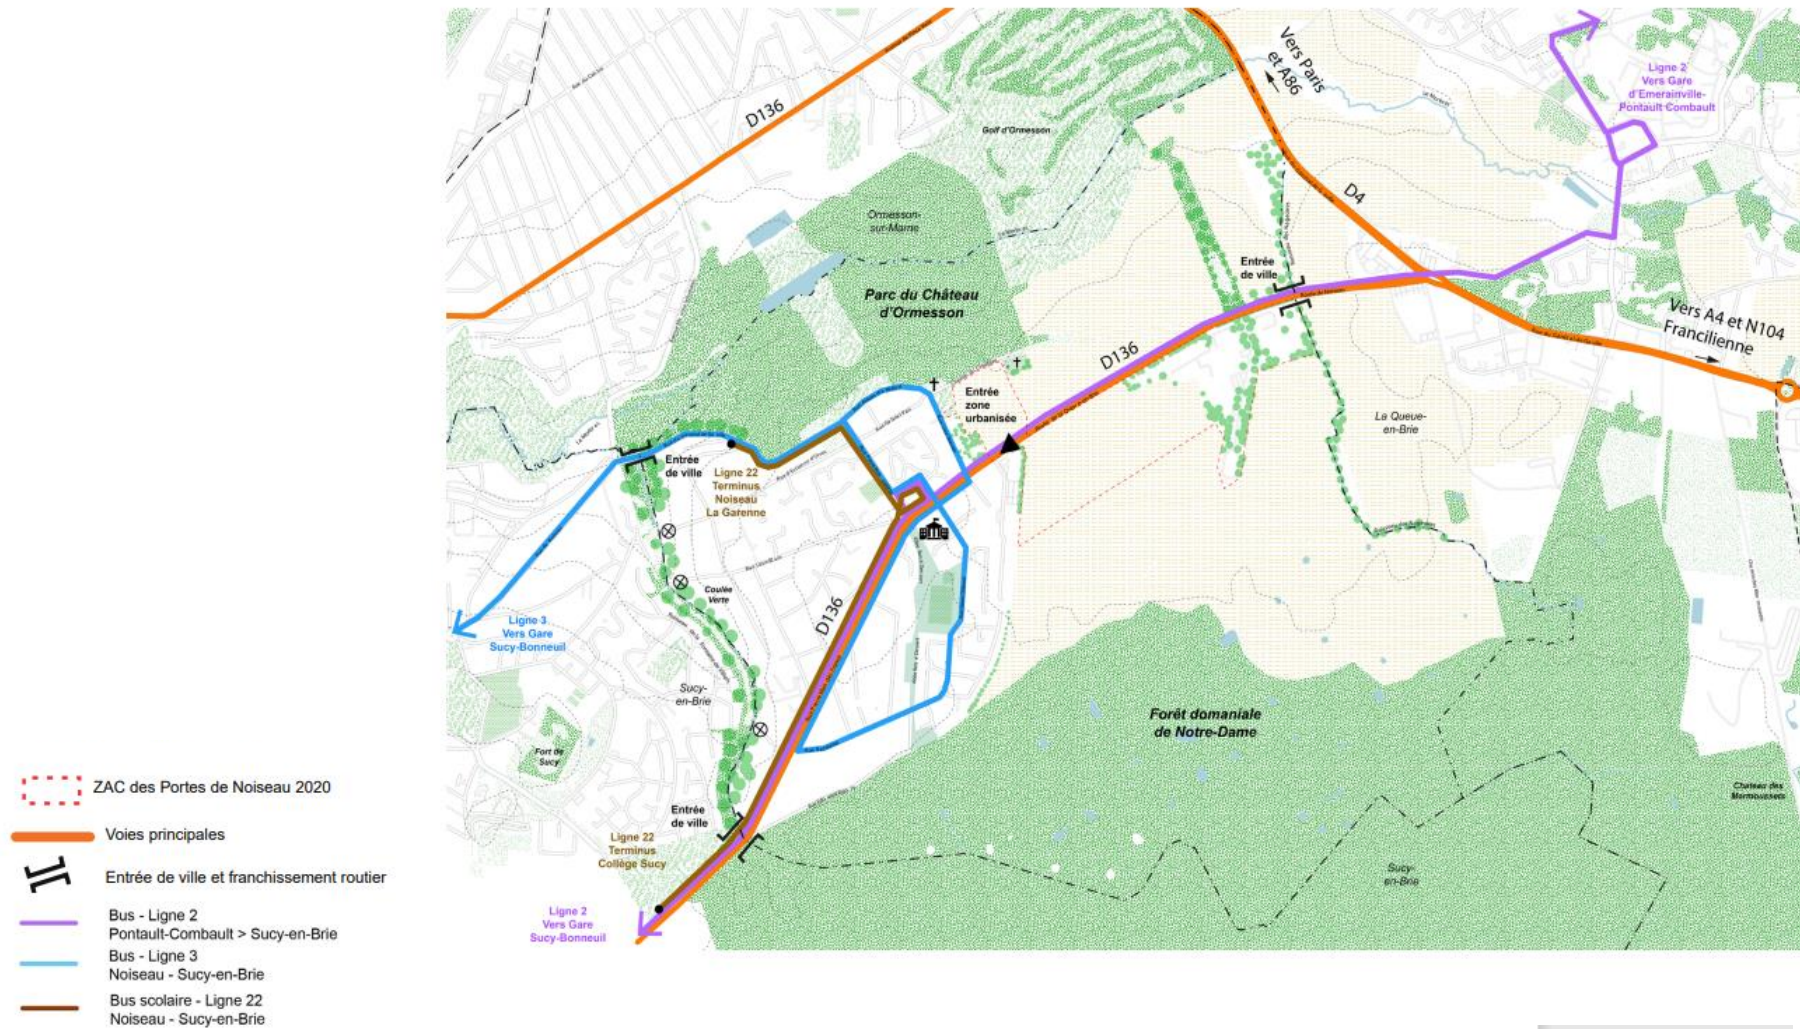 D136
Vers Paris
et A86
Ligne 2
Vers Gare
d'Emerainville-
Pontault Combault
Golf d'Ormesson
D4
Ormesson-
sur-Marne
Entrée
de ville
Parc du Château
d'Ormesson
Vers A4 et N104
Francilienne
D136
Entrée
zone
urbanisée
La Queue-
en-Brie
Entrée
de ville
Ligne 22
Terminus
Noiseau
La Garenne
Coulée
Verte
D136
Ligne 3
Vers Gare
Sucy-Bonneuil
Sucy-
en-Brie
Forêt domaniale
de Notre-Dame
Fort de
Sucy
Chateau des
Marmoussets
Entrée
de ville
Ligne 22
Terminus
Collège Sucy
Sucy-
en-Brie
Ligne 2
Vers Gare
Sucy-Bonneuil
ZAC des Portes de Noiseau 2020
Voies principales
Entrée de ville et franchissement routier
Bus - Ligne 2
Pontault-Combault > Sucy-en-Brie
Bus - Ligne 3
Noiseau - Sucy-en-Brie
Bus scolaire - Ligne 22
Noiseau - Sucy-en-Brie